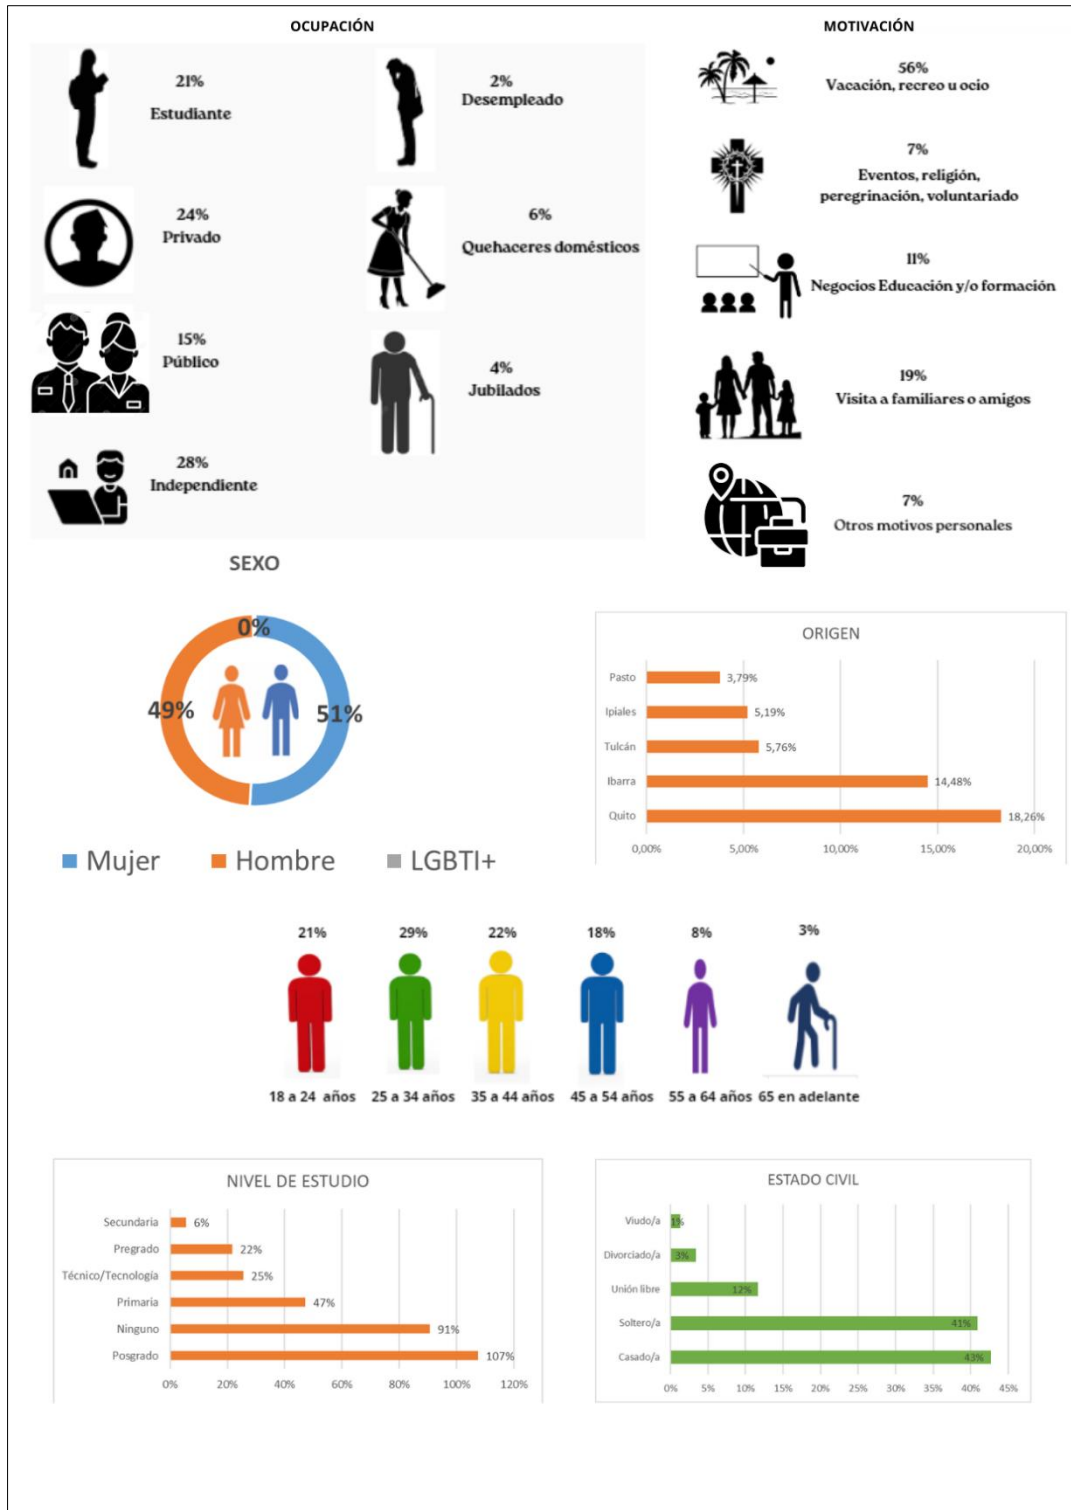 OCUPACIÓN
21%
Estudiante
2%
Desempleado
24%
Privado
6%
Quehaceres domésticos
15%
Público
4%
Jubilados
28%
Independiente
MOTIVACIÓN
56%
Vacación, recreo u ocio
7%
Eventos, religión,
peregrinación, voluntariado
11%
Negocios Educación y/o formación
19%
Visita a familiares o amigos
7%
Otros motivos personales
SEXO
0%
49%
51%
Mujer
Hombre
LGBTI+
ORIGEN
Pasto
3,79%
Ipiales
5,19%
Tulcán
5,76%
Ibarra
14,48%
Quito
18,26%
0,00%
5,00%
10,00%
15,00%
20,00%
21%
29%
22%
18%
8%
3%
18 a 24 años
25 a 34 años
35 a 44 años
45 a 54 años
55 a 64 años
65 en adelante
NIVEL DE ESTUDIO
Secundaria
6%
Pregrado
22%
Técnico/Tecnología
25%
Primaria
47%
Ninguno
91%
Posgrado
107%
0%
20%
40%
60%
80%
100%
120%
ESTADO CIVIL
Viudo/a
1%
Divorciado/a
3%
Unión libre
12%
Soltero/a
41%
Casado/a
43%
0%
5%
10%
15%
20%
25%
30%
35%
40%
45%